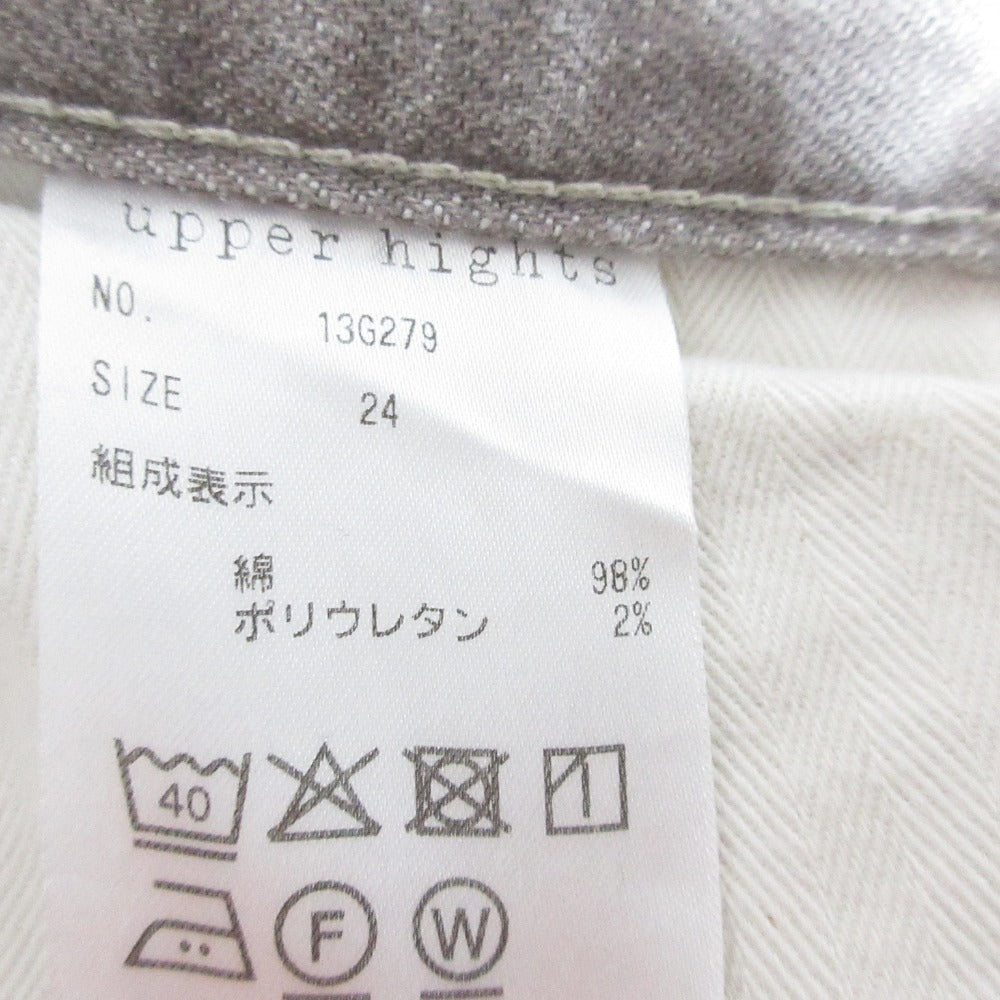 upper hights
NO. 13G279
SIZE 24
組成表示
綿 98%
ポリウレタン 2%
40
F W